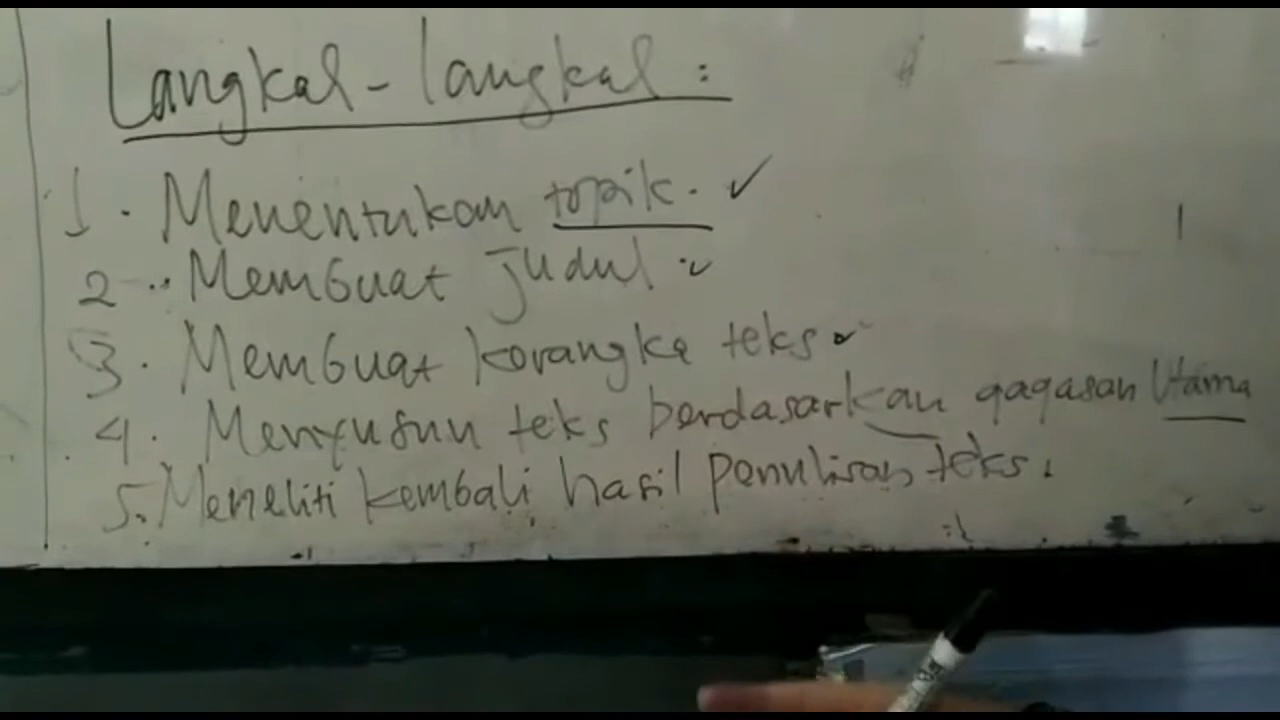 Langkah-langkah :
1. Menentukan topik. ✓
2. Membuat judul. ✓
3. Membuat kerangka teks ✓
4. Menyusun teks berdasarkan gagasan Utama
5. Meneliti kembali hasil penulisan teks.